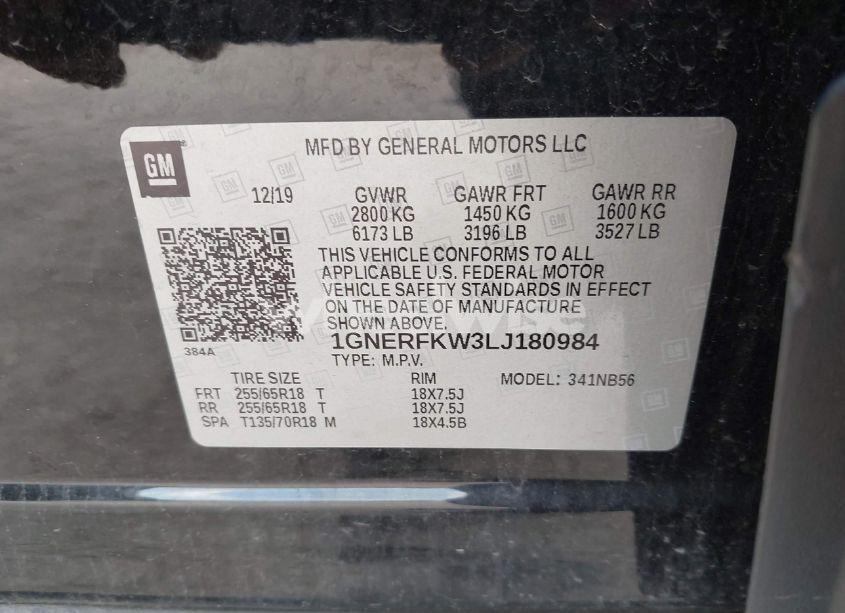 GM
MFD BY GENERAL MOTORS LLC
12/19 GVWR GAWR FRT GAWR RR
2800 KG 1450 KG 1600 KG
6173 LB 3196 LB 3527 LB
THIS VEHICLE CONFORMS TO ALL
APPLICABLE U.S. FEDERAL MOTOR
VEHICLE SAFETY STANDARDS IN EFFECT
ON THE DATE OF MANUFACTURE
SHOWN ABOVE.
384A
1GNERFKW3LJ180984
TYPE: M.P.V.
TIRE SIZE RIM MODEL: 341NB56
FRT 255/65R18 T 18X7.5J
RR 255/65R18 T 18X7.5J
SPA T135/70R18 M 18X4.5B